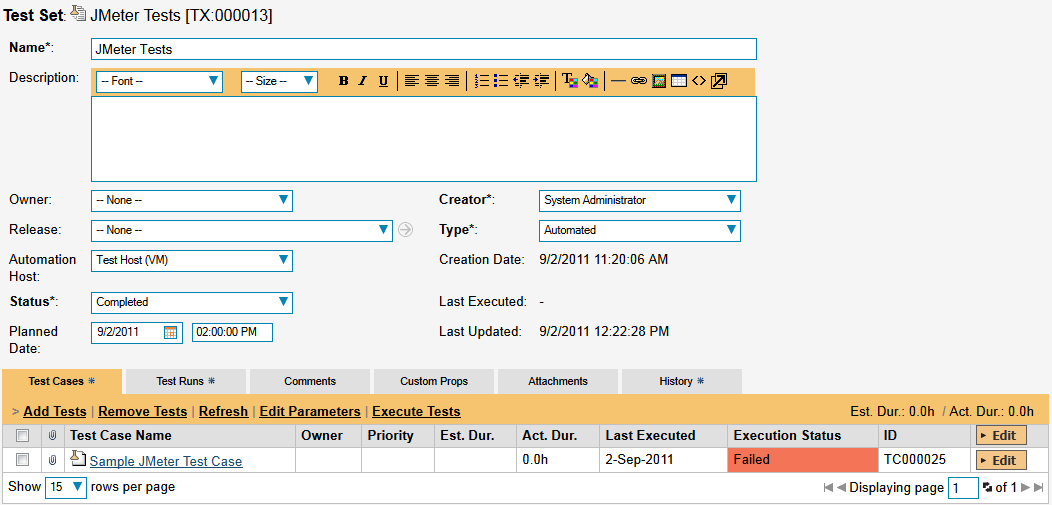 Test Set: JMeter Tests [TX:000013]
Name*: JMeter Tests
Description: -- Font -- -- Size -- B I U
Owner: -- None -- Creator*: System Administrator
Release: -- None -- Type*: Automated
Automation Host: Test Host (VM) Creation Date: 9/2/2011 11:20:06 AM
Status*: Completed Last Executed: -
Planned Date: 9/2/2011 02:00:00 PM Last Updated: 9/2/2011 12:22:28 PM
Test Cases Test Runs Comments Custom Props Attachments History
> Add Tests | Remove Tests | Refresh | Edit Parameters | Execute Tests Est. Dur.: 0.0h / Act. Dur.: 0.0h
Test Case Name Owner Priority Est. Dur. Act. Dur. Last Executed Execution Status ID Edit
Sample JMeter Test Case 0.0h 2-Sep-2011 Failed TC000025 Edit
Show 15 rows per page Displaying page 1 of 1